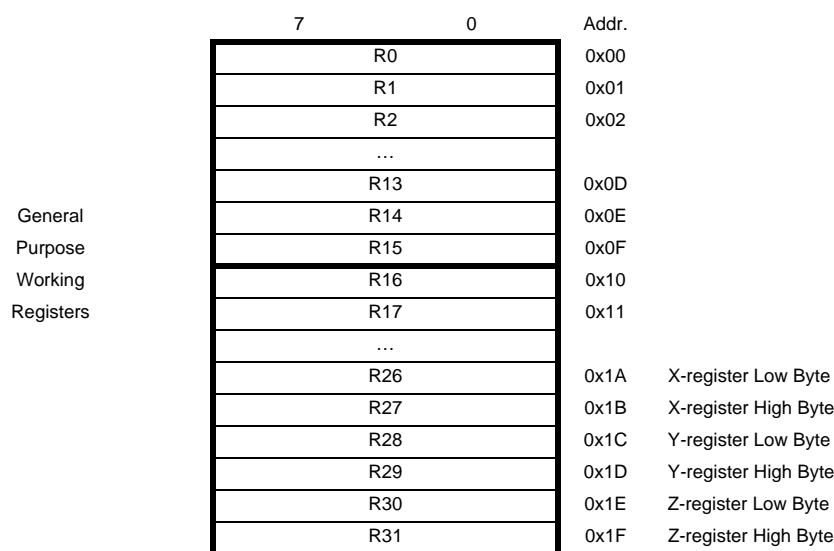 7 0 Addr.
R0 0x00
R1 0x01
R2 0x02
…
R13 0x0D
General R14 0x0E
Purpose R15 0x0F
Working R16 0x10
Registers R17 0x11
…
R26 0x1A X-register Low Byte
R27 0x1B X-register High Byte
R28 0x1C Y-register Low Byte
R29 0x1D Y-register High Byte
R30 0x1E Z-register Low Byte
R31 0x1F Z-register High Byte